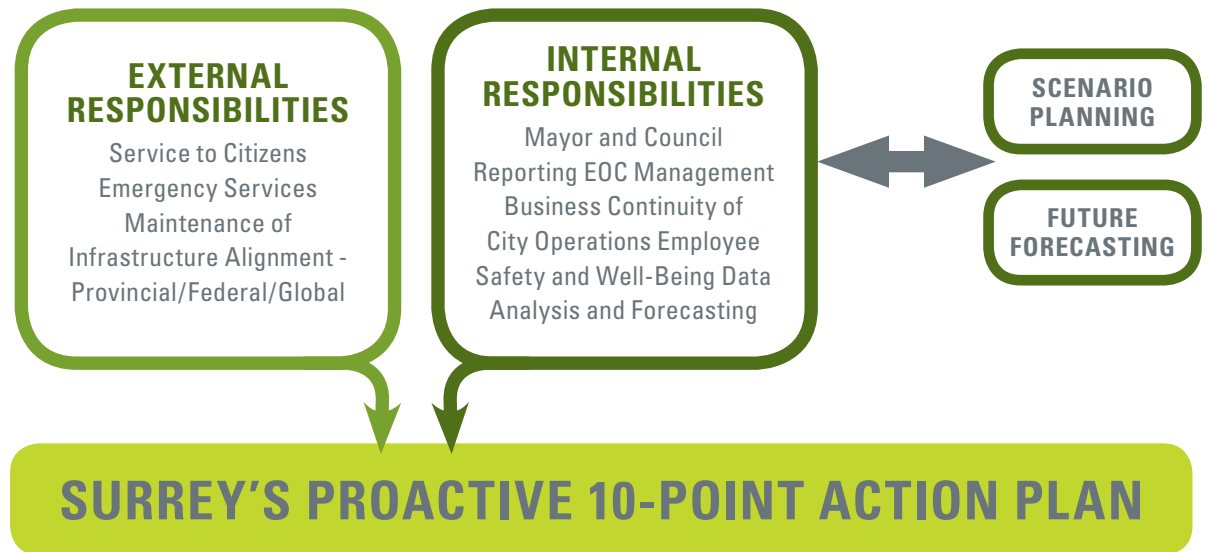 EXTERNAL
RESPONSIBILITIES
Service to Citizens
Emergency Services
Maintenance of
Infrastructure Alignment -
Provincial/Federal/Global
INTERNAL
RESPONSIBILITIES
Mayor and Council
Reporting EOC Management
Business Continuity of
City Operations Employee
Safety and Well-Being Data
Analysis and Forecasting
SCENARIO
PLANNING
FUTURE
FORECASTING
SURREY'S PROACTIVE 10-POINT ACTION PLAN